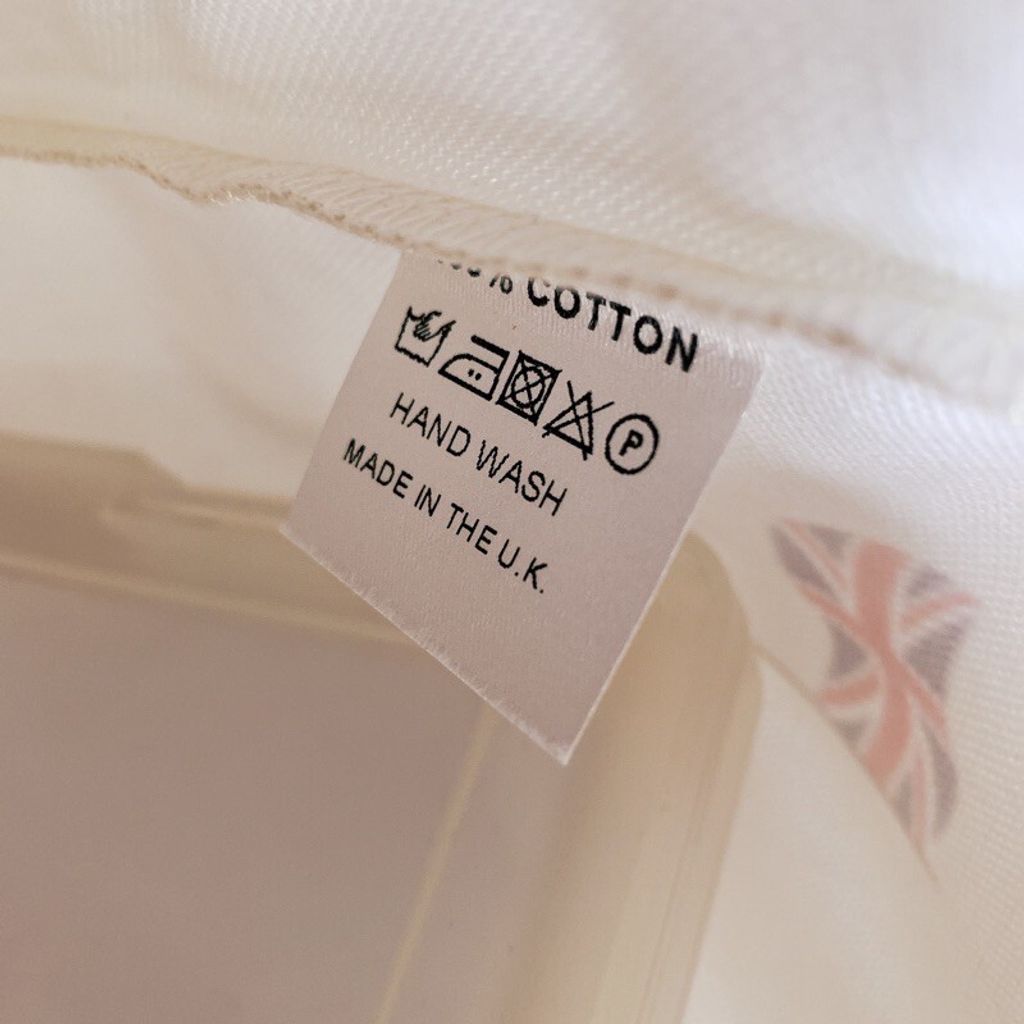 % COTTON
P
HAND WASH
MADE IN THE U.K.